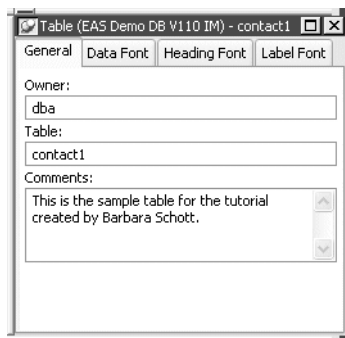 Table (EAS Demo DB V110 IM) - contact1
General Data Font Heading Font Label Font
Owner:
dba
Table:
contact1
Comments:
This is the sample table for the tutorial
created by Barbara Schott.